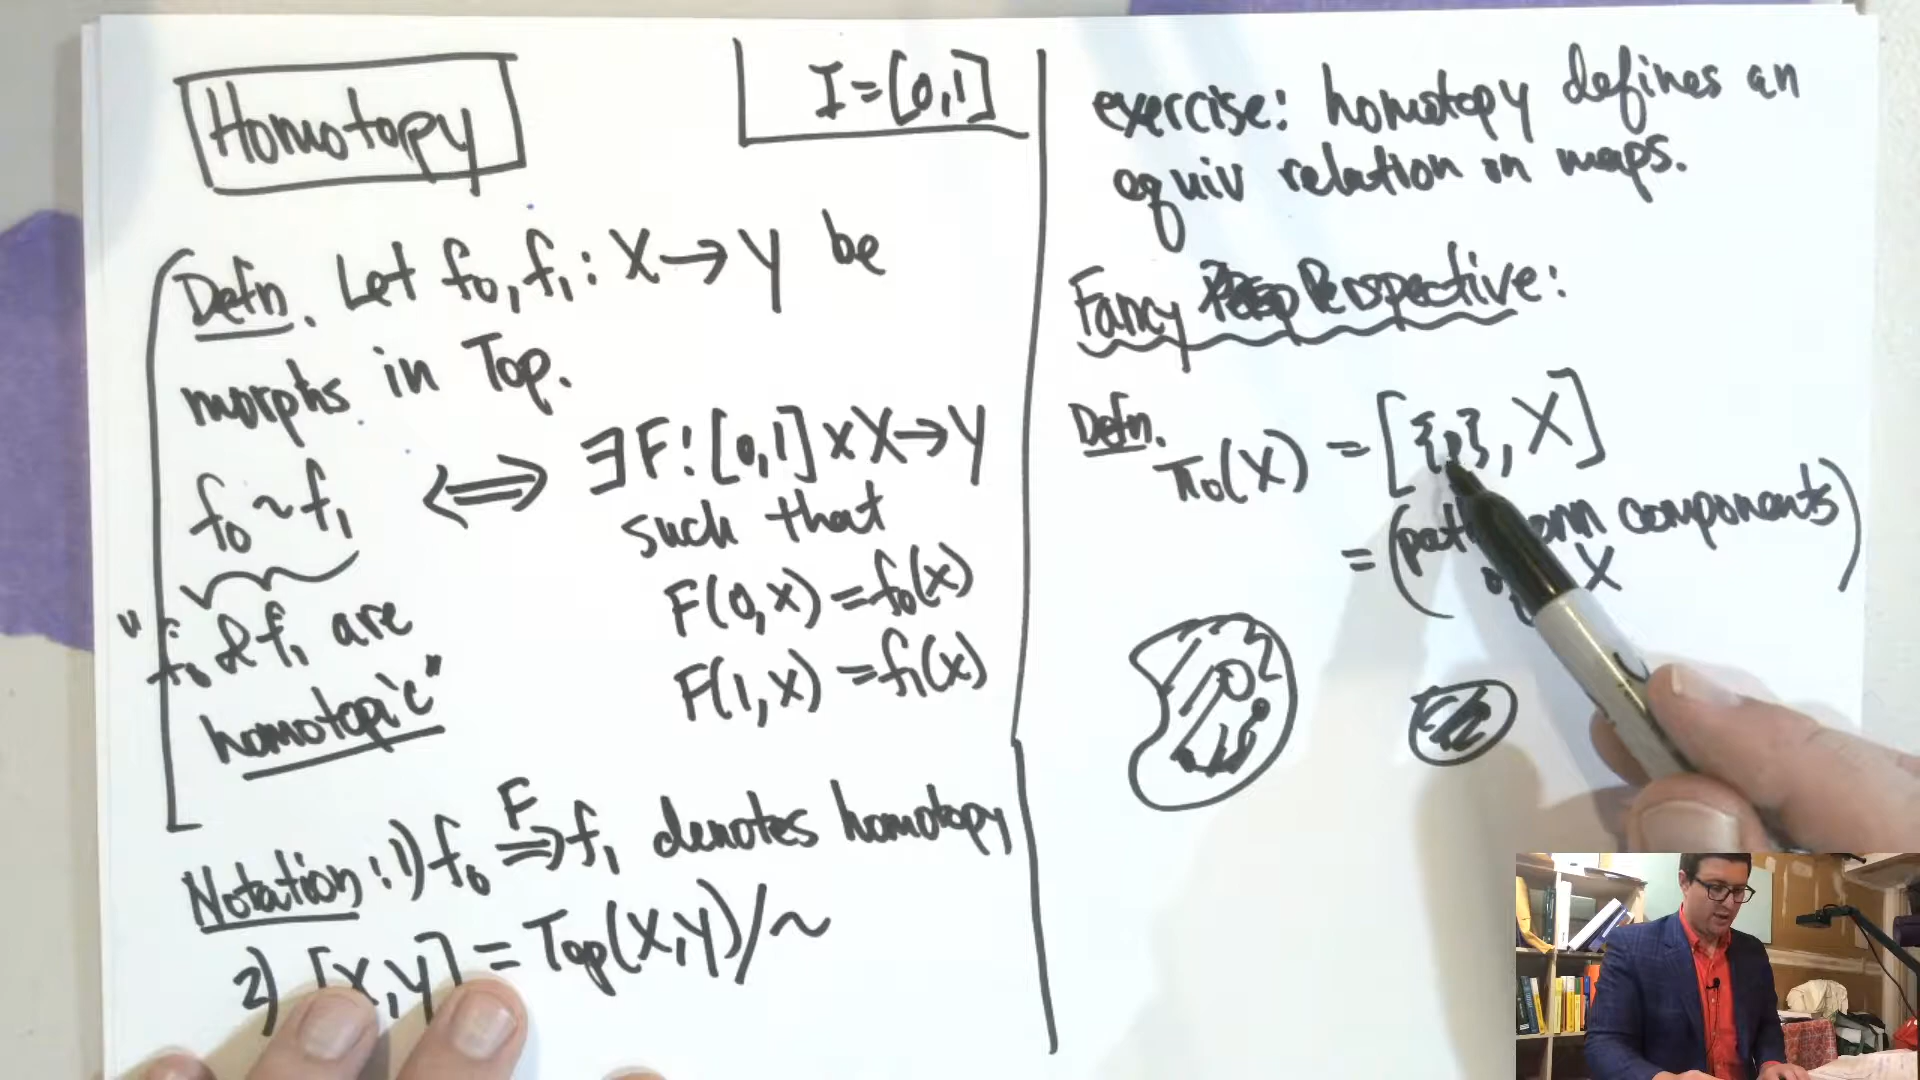 Homotopy
I = [0,1]
Defn. Let f₀, f₁ : X → Y be
morphs in Top.
f₀ ~ f₁ ⟺ ∃ F : [0,1] × X → Y
such that
F(0,x) = f₀(x)
F(1,x) = f₁(x)
"f₀ & f₁ are
homotopic"
Notation : 1) f₀ ⇒ f₁ denotes homotopy
F
2) [X,Y] = Top(X,Y)/~
exercise: homotopy defines an
equiv relation on maps.
Fancy Perspective:
Defn. π₀(X) = [{ }, X]
= ( components
X )